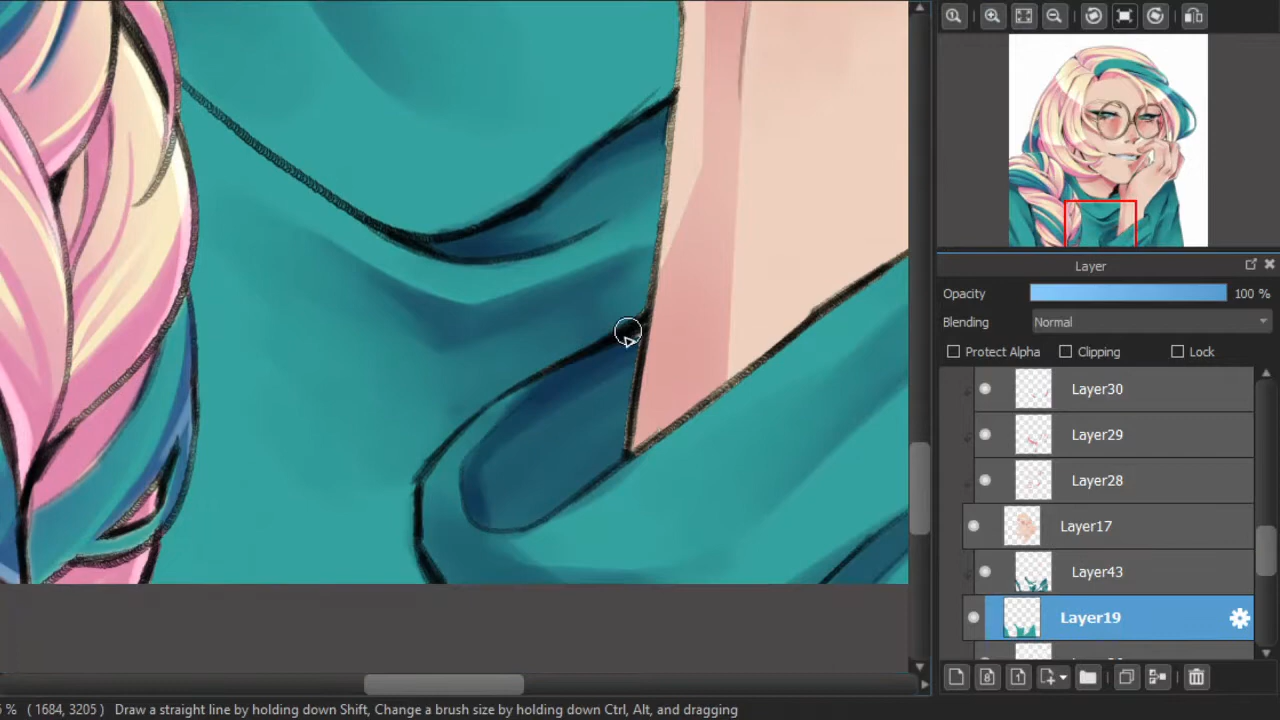 Layer
Opacity 100 %
Blending Normal
Protect Alpha Clipping Lock
Layer30
Layer29
Layer28
Layer17
Layer43
Layer19
% ( 1684, 3205 ) Draw a straight line by holding down Shift, Change a brush size by holding down Ctrl, Alt, and dragging